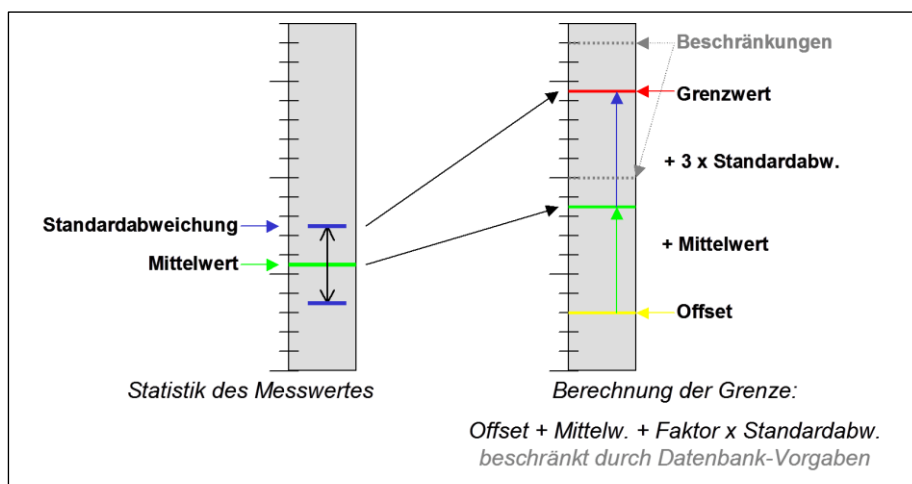 Beschränkungen
Grenzwert
+ 3 x Standardabw.
Standardabweichung
+ Mittelwert
Mittelwert
Offset
Statistik des Messwertes
Berechnung der Grenze:
Offset + Mittelw. + Faktor x Standardabw.
beschränkt durch Datenbank-Vorgaben